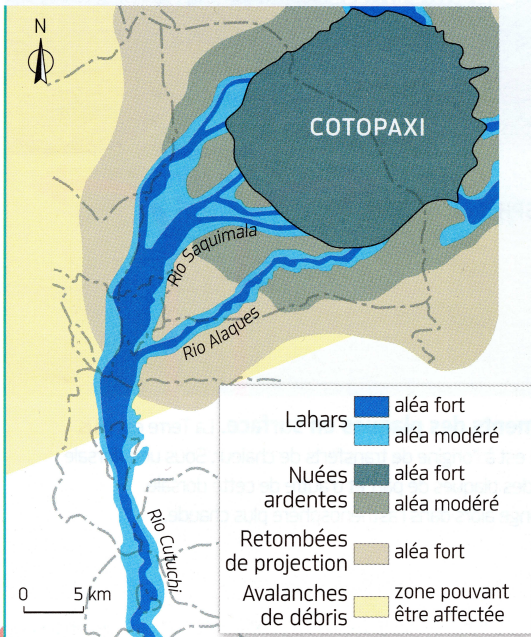 N
COTOPAXI
Rio Saquimala
Rio Alaques
Rio Cutuchi
0 5 km
Lahars
aléa fort
aléa modéré
Nuées
ardentes
aléa fort
aléa modéré
Retombées
de projection
aléa fort
Avalanches
de débris
zone pouvant
être affectée